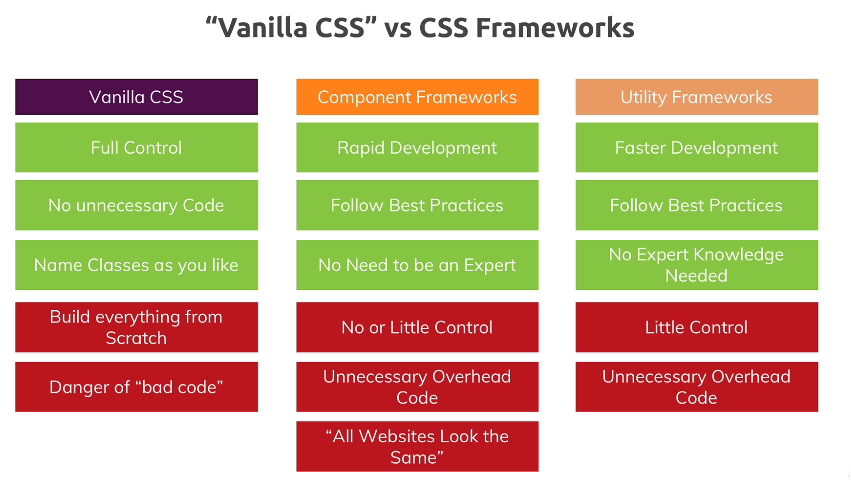 “Vanilla CSS” vs CSS Frameworks
Vanilla CSS
Full Control
No unnecessary Code
Name Classes as you like
Build everything from
Scratch
Danger of “bad code”
Component Frameworks
Rapid Development
Follow Best Practices
No Need to be an Expert
No or Little Control
Unnecessary Overhead
Code
“All Websites Look the
Same”
Utility Frameworks
Faster Development
Follow Best Practices
No Expert Knowledge
Needed
Little Control
Unnecessary Overhead
Code